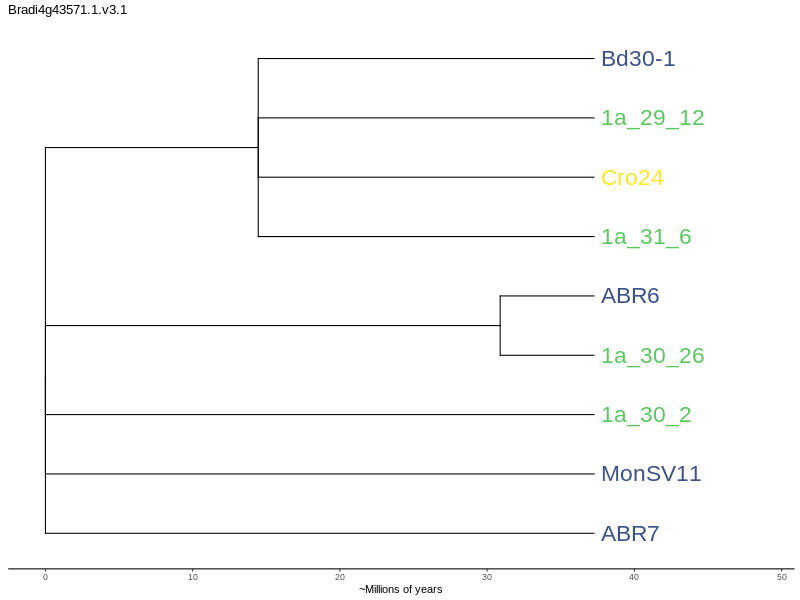 Bradi4g43571.1.v3.1
Bd30-1
1a_29_12
Cro24
1a_31_6
ABR6
1a_30_26
1a_30_2
MonSV11
ABR7
0 10 20 30 40 50
~Millions of years